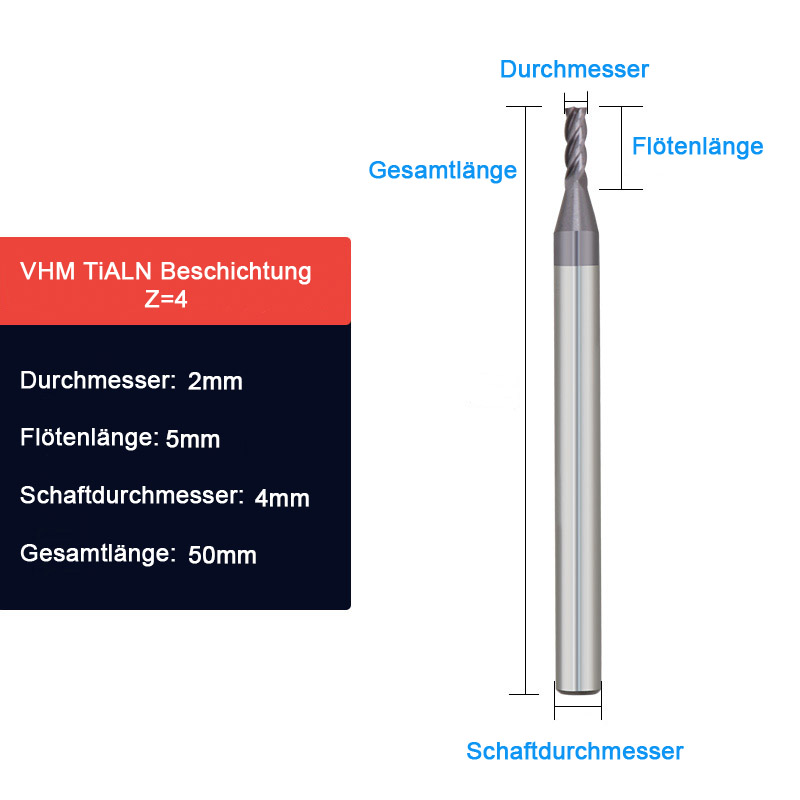 Durchmesser
Gesamtlänge
Flötenlänge
VHM TiALN Beschichtung
Z=4
Durchmesser: 2mm
Flötenlänge: 5mm
Schaftdurchmesser: 4mm
Gesamtlänge: 50mm
Schaftdurchmesser